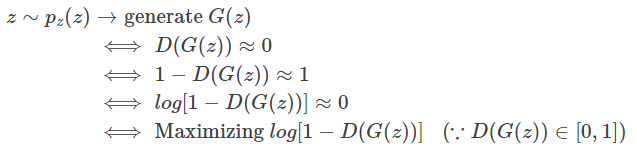 z ∼ p_z(z) → generate G(z)
⟺ D(G(z)) ≈ 0
⟺ 1 − D(G(z)) ≈ 1
⟺ log[1 − D(G(z))] ≈ 0
⟺ Maximizing log[1 − D(G(z))] (∵ D(G(z)) ∈ [0, 1])